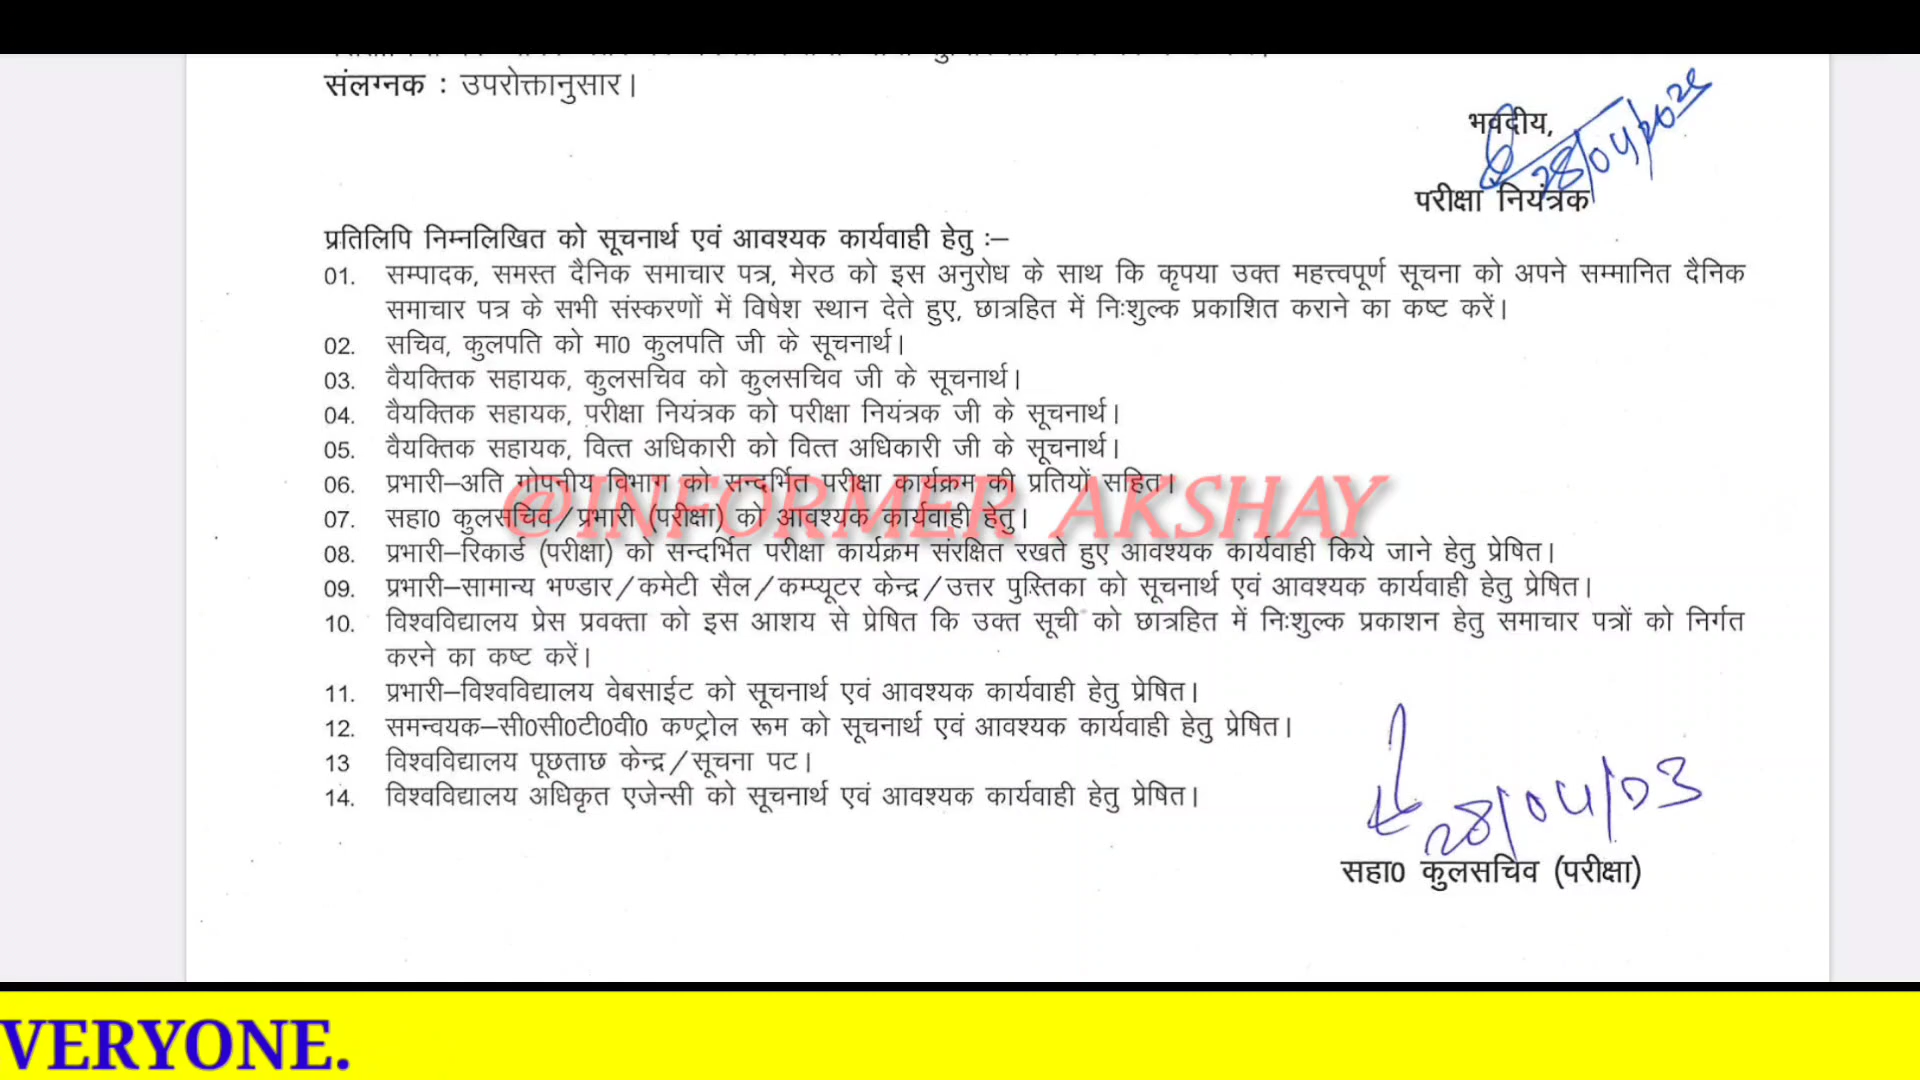 संलग्नक : उपरोक्तानुसार।
भवदीय,
28/04/2025
परीक्षा नियंत्रक
प्रतिलिपि निम्नलिखित को सूचनार्थ एवं आवश्यक कार्यवाही हेतु :–
01. सम्पादक, समस्त दैनिक समाचार पत्र, मेरठ को इस अनुरोध के साथ कि कृपया उक्त महत्त्वपूर्ण सूचना को अपने सम्मानित दैनिक
समाचार पत्र के सभी संस्करणों में विषेश स्थान देते हुए, छात्रहित में निःशुल्क प्रकाशित कराने का कष्ट करें।
02. सचिव, कुलपति को मा0 कुलपति जी के सूचनार्थ।
03. वैयक्तिक सहायक, कुलसचिव को कुलसचिव जी के सूचनार्थ।
04. वैयक्तिक सहायक, परीक्षा नियंत्रक को परीक्षा नियंत्रक जी के सूचनार्थ।
05. वैयक्तिक सहायक, वित्त अधिकारी को वित्त अधिकारी जी के सूचनार्थ।
06. प्रभारी–अति गोपनीय विभाग को सन्दर्भित परीक्षा कार्यक्रम की प्रतियों सहित।
@INFORMER AKSHAY
07. सहा0 कुलसचिव/प्रभारी (परीक्षा) को आवश्यक कार्यवाही हेतु।
08. प्रभारी–रिकार्ड (परीक्षा) को सन्दर्भित परीक्षा कार्यक्रम संरक्षित रखते हुए आवश्यक कार्यवाही किये जाने हेतु प्रेषित।
09. प्रभारी–सामान्य भण्डार/कमेटी सैल/कम्प्यूटर केन्द्र/उत्तर पुस्तिका को सूचनार्थ एवं आवश्यक कार्यवाही हेतु प्रेषित।
10. विश्वविद्यालय प्रेस प्रवक्ता को इस आशय से प्रेषित कि उक्त सूची को छात्रहित में निःशुल्क प्रकाशन हेतु समाचार पत्रों को निर्गत
करने का कष्ट करें।
11. प्रभारी–विश्वविद्यालय वेबसाईट को सूचनार्थ एवं आवश्यक कार्यवाही हेतु प्रेषित।
12. समन्वयक–सी0सी0टी0वी0 कण्ट्रोल रूम को सूचनार्थ एवं आवश्यक कार्यवाही हेतु प्रेषित।
13 विश्वविद्यालय पूछताछ केन्द्र/सूचना पट।
14. विश्वविद्यालय अधिकृत एजेन्सी को सूचनार्थ एवं आवश्यक कार्यवाही हेतु प्रेषित।
28/04/03
सहा0 कुलसचिव (परीक्षा)
VERYONE.